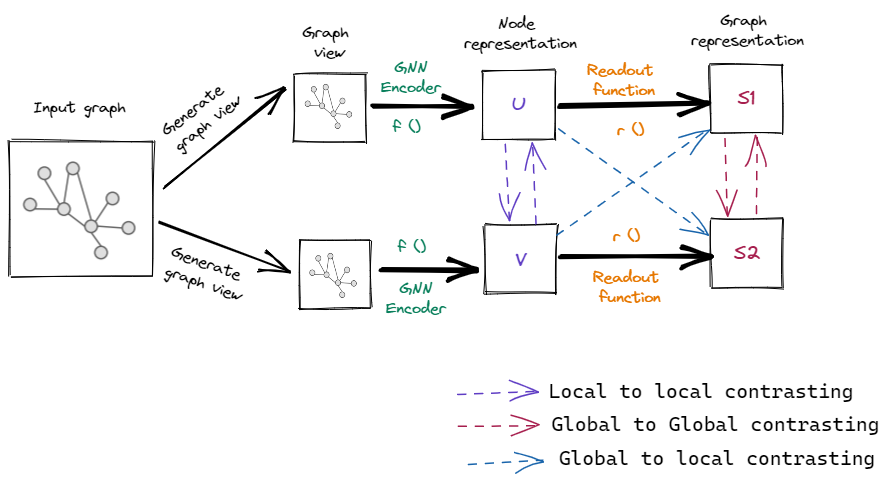 Input graph
Generate
graph view
Generate
graph view
Graph
view
GNN
Encoder
f ()
f ()
GNN
Encoder
Node
representation
U
V
Readout
function
r ()
r ()
Readout
function
Graph
representation
S1
S2
Local to local contrasting
Global to Global contrasting
Global to local contrasting